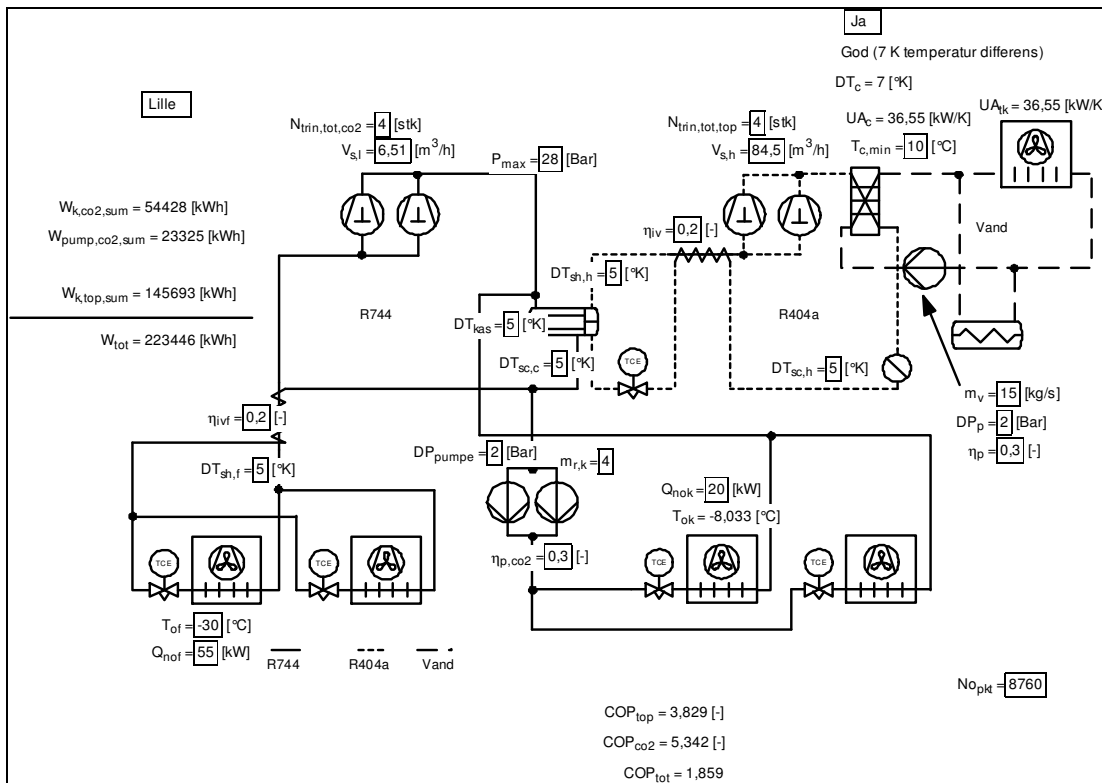 Ja
God (7 K temperatur differens)
DT_c = 7 [°K]
Lille
UA_tk = 36,55 [kW/K]
N_trin,tot,co2 = 4 [stk]
N_trin,tot,top = 4 [stk]
UA_c = 36,55 [kW/K]
V_s,l = 6,51 [m³/h]
V_s,h = 84,5 [m³/h]
T_c,min = 10 [°C]
P_max = 28 [Bar]
W_k,co2,sum = 54428 [kWh]
η_iv = 0,2 [-]
Vand
W_pump,co2,sum = 23325 [kWh]
DT_sh,h = 5 [°K]
W_k,top,sum = 145693 [kWh]
R744
DT_kas = 5 [°K]
R404a
W_tot = 223446 [kWh]
DT_sc,c = 5 [°K]
TCE
DT_sc,h = 5 [°K]
m_v = 15 [kg/s]
η_ivf = 0,2 [-]
DP_p = 2 [Bar]
DP_pumpe = 2 [Bar]
m_r,k = 4
η_p = 0,3 [-]
DT_sh,f = 5 [°K]
Q_nok = 20 [kW]
T_ok = -8,033 [°C]
η_p,co2 = 0,3 [-]
TCE
TCE
TCE
TCE
T_of = -30 [°C]
Q_nof = 55 [kW]
R744
R404a
Vand
No_pkt = 8760
COP_top = 3,829 [-]
COP_co2 = 5,342 [-]
COP_tot = 1,859